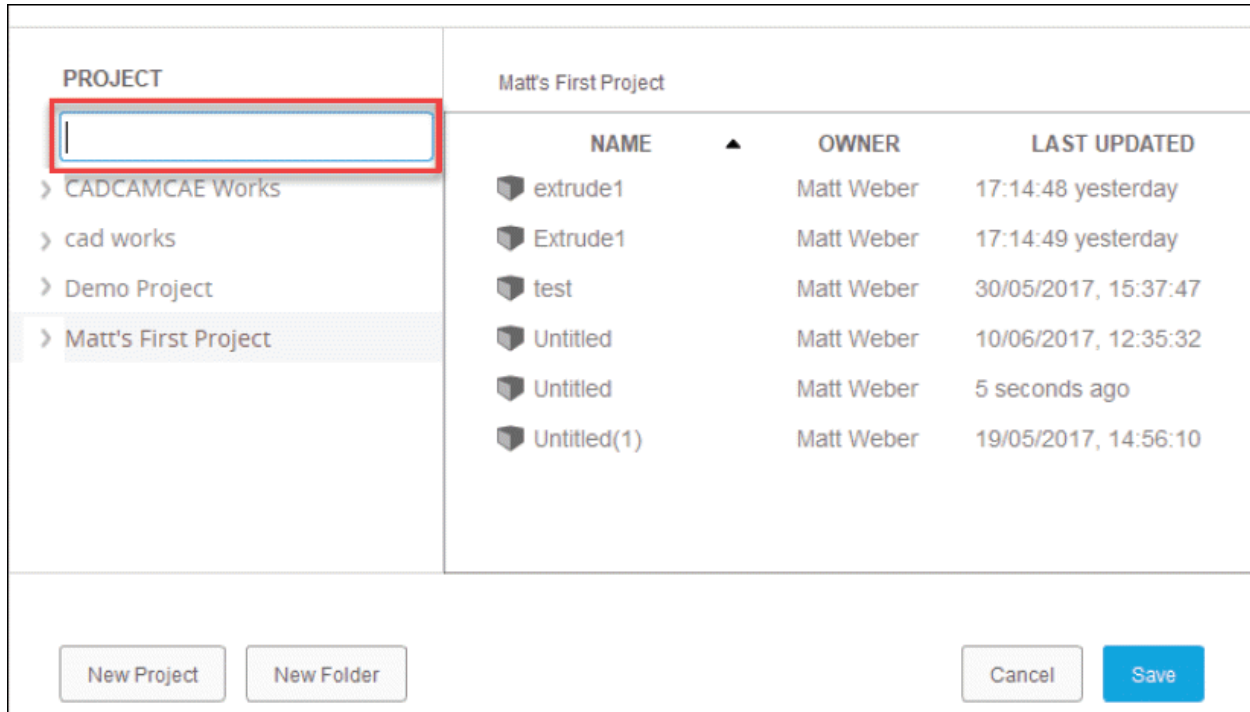 PROJECT
CADCAMCAE Works
cad works
Demo Project
Matt's First Project
Matt's First Project
NAME OWNER LAST UPDATED
extrude1 Matt Weber 17:14:48 yesterday
Extrude1 Matt Weber 17:14:49 yesterday
test Matt Weber 30/05/2017, 15:37:47
Untitled Matt Weber 10/06/2017, 12:35:32
Untitled Matt Weber 5 seconds ago
Untitled(1) Matt Weber 19/05/2017, 14:56:10
New Project New Folder Cancel Save